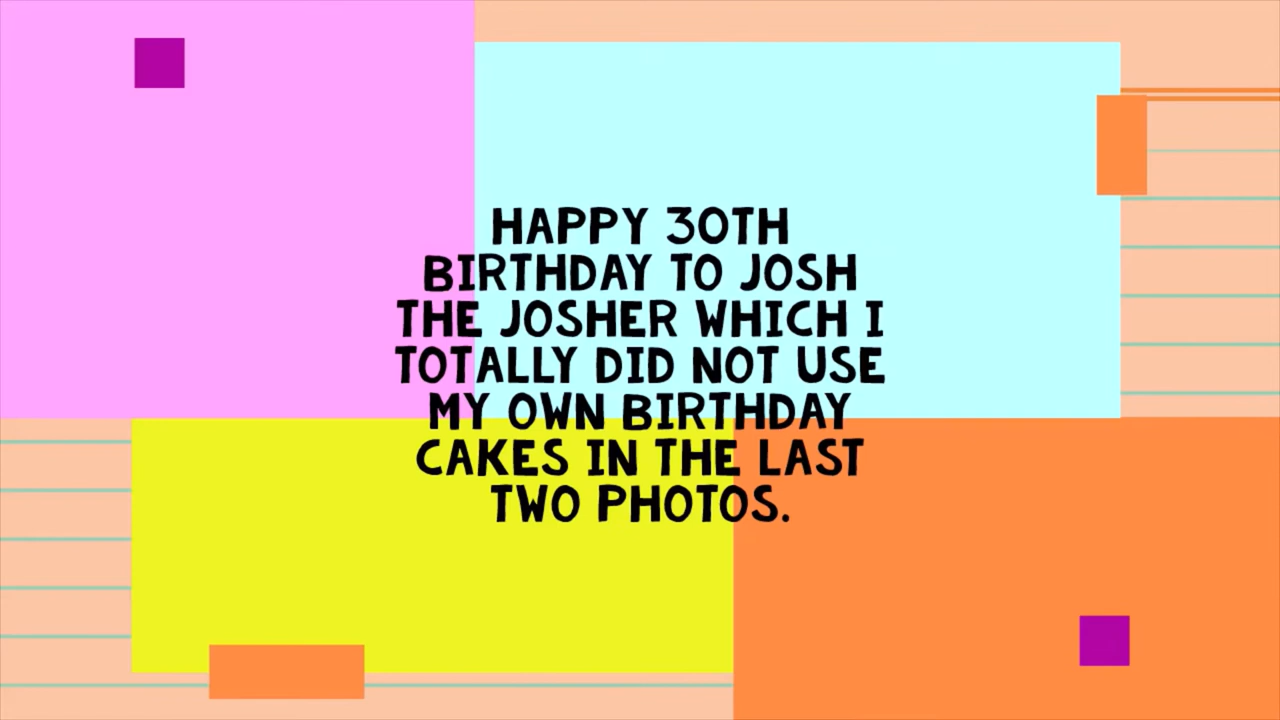 HAPPY 30TH
BIRTHDAY TO JOSH
THE JOSHER WHICH I
TOTALLY DID NOT USE
MY OWN BIRTHDAY
CAKES IN THE LAST
TWO PHOTOS.